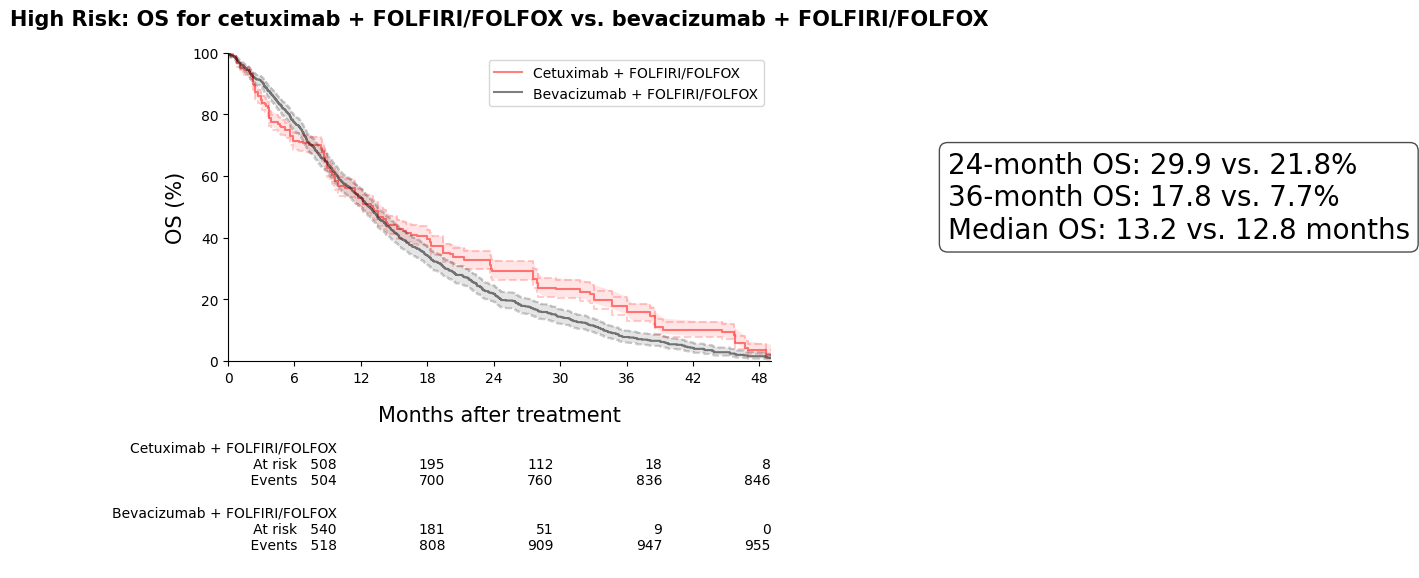 High Risk: OS for cetuximab + FOLFIRI/FOLFOX vs. bevacizumab + FOLFIRI/FOLFOX
100
80
60
40
20
0
OS (%)
Cetuximab + FOLFIRI/FOLFOX
Bevacizumab + FOLFIRI/FOLFOX
24-month OS: 29.9 vs. 21.8%
36-month OS: 17.8 vs. 7.7%
Median OS: 13.2 vs. 12.8 months
0 6 12 18 24 30 36 42 48
Months after treatment
Cetuximab + FOLFIRI/FOLFOX
At risk 508 195 112 18 8
Events 504 700 760 836 846
Bevacizumab + FOLFIRI/FOLFOX
At risk 540 181 51 9 0
Events 518 808 909 947 955